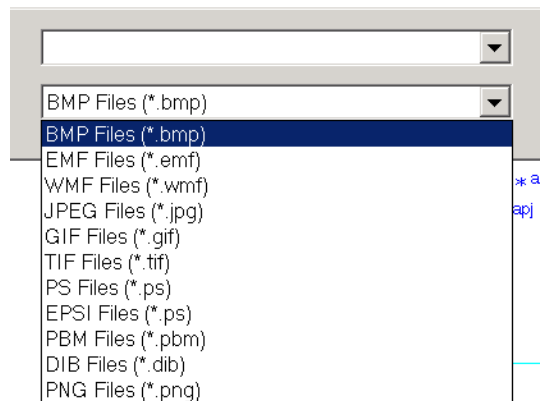 BMP Files (*.bmp)
BMP Files (*.bmp)
EMF Files (*.emf)
WMF Files (*.wmf)
* a
JPEG Files (*.jpg)
apj
GIF Files (*.gif)
TIF Files (*.tif)
PS Files (*.ps)
EPSI Files (*.ps)
PBM Files (*.pbm)
DIB Files (*.dib)
PNG Files (*.png)